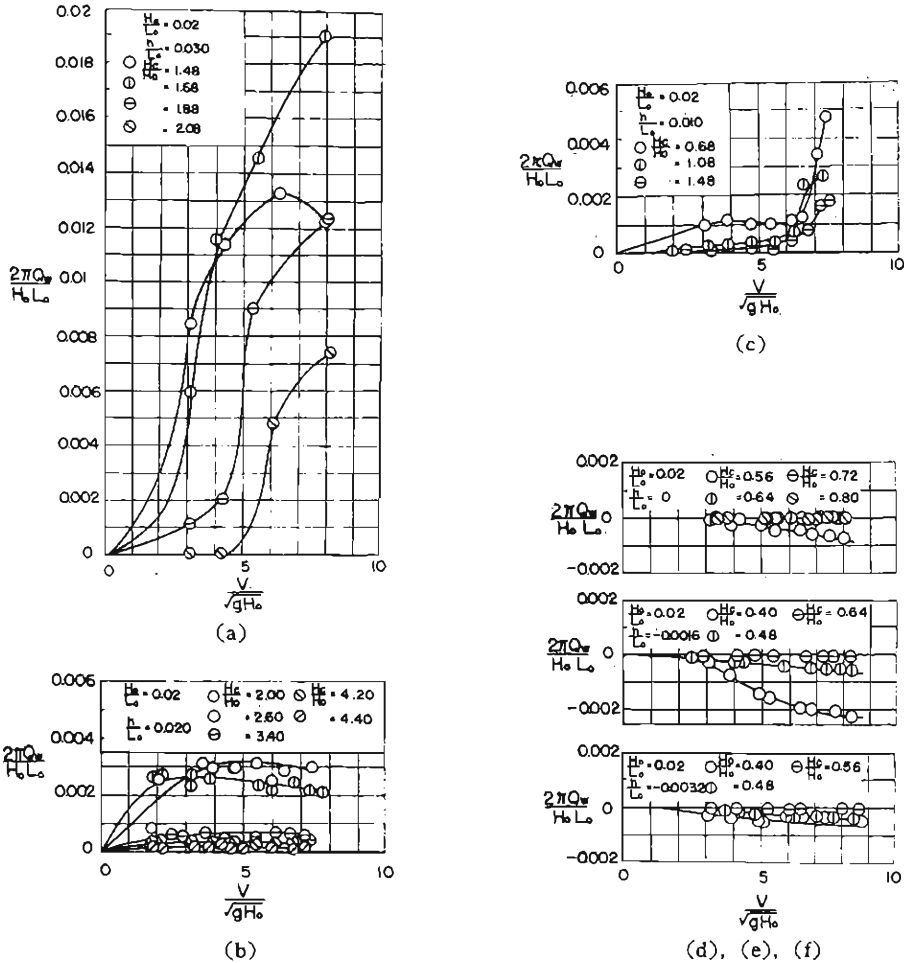 0.02
0.018
0.016
0.014
0.012
0.01
0.008
0.006
0.004
0.002
0
2πQw
H₀L₀
H₀/L₀ = 0.02
h/L₀ = 0.030
Hc/H₀ = 1.48
= 1.68
= 1.88
= 2.08
0 5 10
V
√gH₀
(a)
0.006
0.004
0.002
0
2πQw
H₀L₀
H₀/L₀ = 0.02
h/L₀ = 0.020
Hc/H₀ = 2.00
= 2.60
= 3.40
Hc/H₀ = 4.20
= 4.40
0 5 10
V
√gH₀
(b)
0.006
0.004
0.002
0
2πQw
H₀L₀
H₀/L₀ = 0.02
h/L₀ = 0.010
Hc/H₀ = 0.68
= 1.08
= 1.48
0 5 10
V
√gH₀
(c)
0.002
0
-0.002
2πQw
H₀L₀
H₀/L₀ = 0.02 Hc/H₀ = 0.56 Hc/H₀ = 0.72
h/L₀ = 0 = 0.64 = 0.80
0.002
0
-0.002
2πQw
H₀L₀
H₀/L₀ = 0.02 Hc/H₀ = 0.40 Hc/H₀ = 0.64
h/L₀ = -0.0016 = 0.48
0.002
0
-0.002
2πQw
H₀L₀
H₀/L₀ = 0.02 Hc/H₀ = 0.40 Hc/H₀ = 0.56
h/L₀ = -0.0032 = 0.48
0 5 10
V
√gH₀
(d), (e), (f)